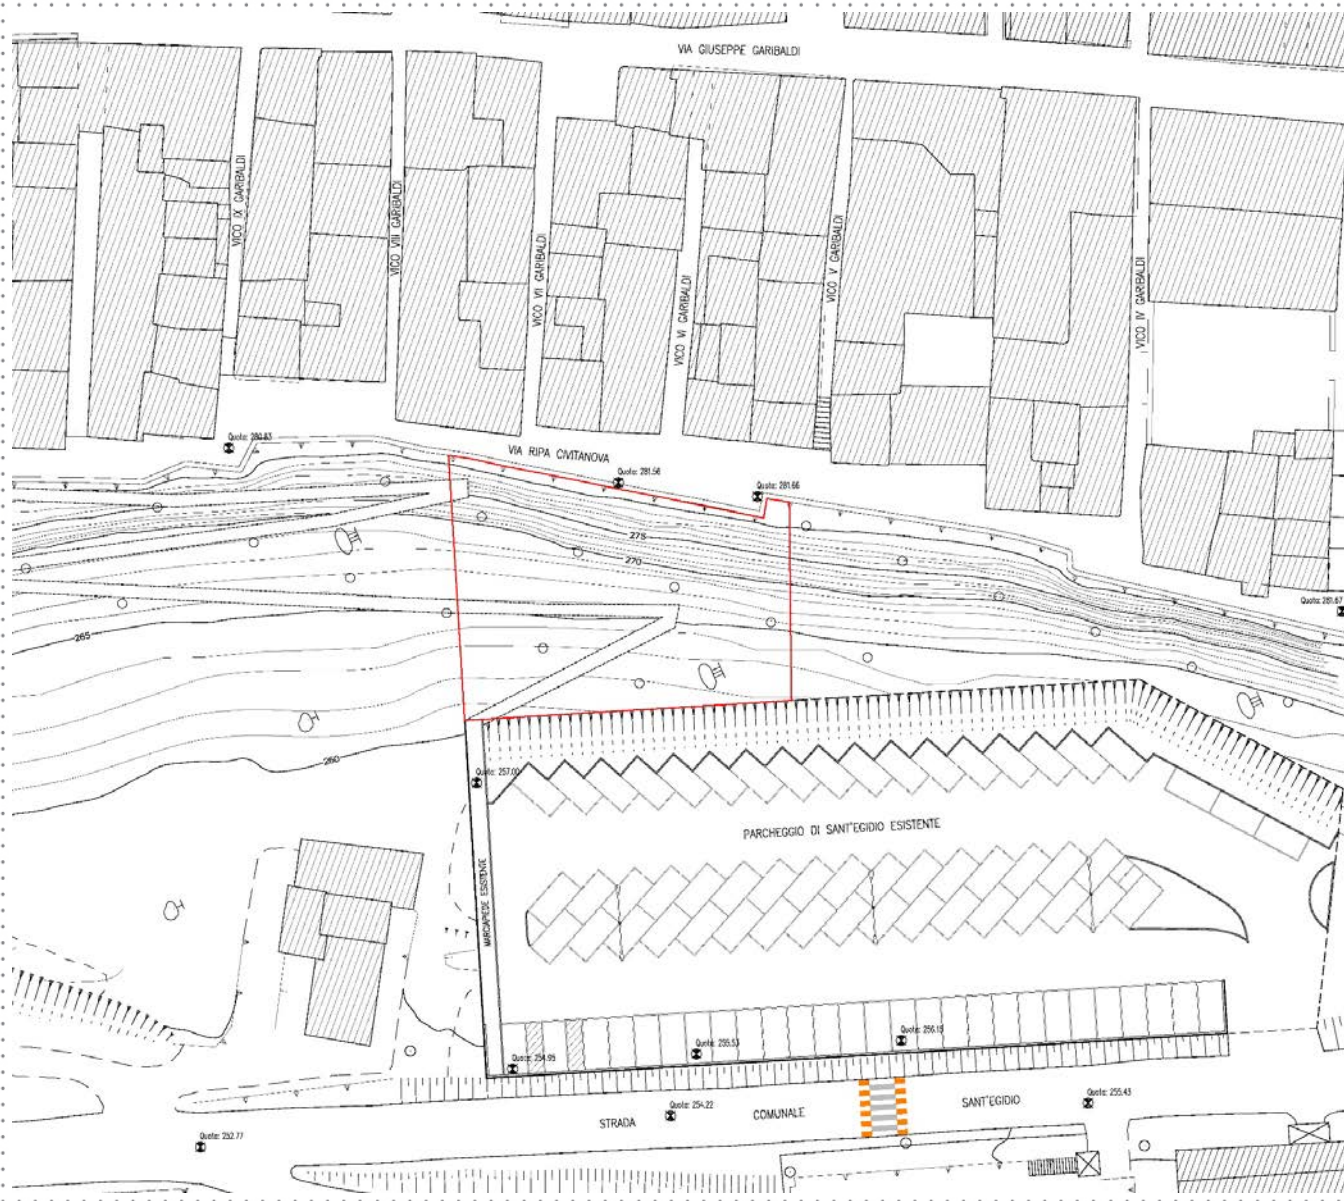 VIA GIUSEPPE GARIBALDI
VICO IX GARIBALDI
VICO VIII GARIBALDI
VICO VII GARIBALDI
VICO VI GARIBALDI
VICO V GARIBALDI
VICO IV GARIBALDI
Quota: 280.83
VIA RIPA CIVITANOVA
Quota: 281.56
Quota: 281.66
275
270
Quota: 281.67
265
260
Quota: 257.00
PARCHEGGIO DI SANT'EGIDIO ESISTENTE
MARCIAPIEDE ESISTENTE
Quota: 254.95
Quota: 255.53
Quota: 256.15
Quota: 254.22
Quota: 255.43
STRADA COMUNALE SANT'EGIDIO
Quota: 252.77